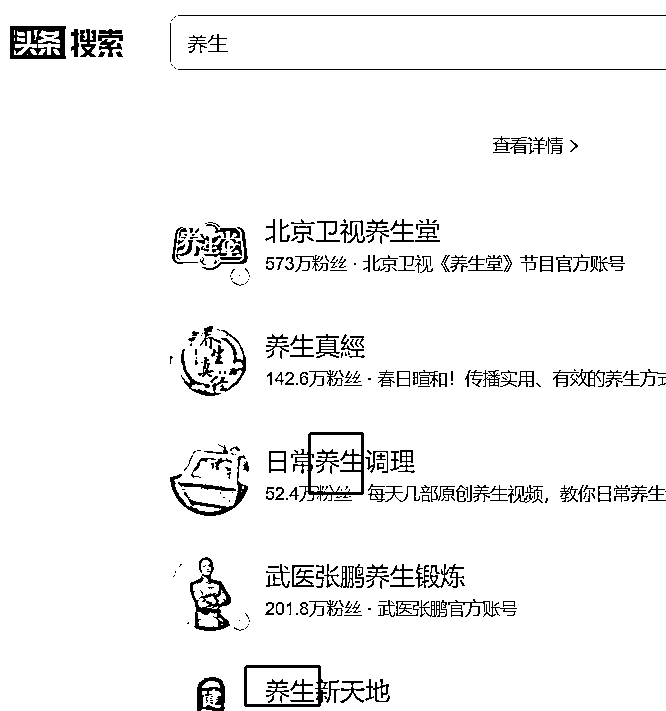 头条 搜索
养生
查看详情 >
北京卫视养生堂
573万粉丝 · 北京卫视《养生堂》节目官方账号
养生真經
142.6万粉丝 · 春日暄和！传播实用、有效的养生方式
日常养生调理
52.4万粉丝 · 每天几部原创养生视频，教你日常养生
武医张鹏养生锻炼
201.8万粉丝 · 武医张鹏官方账号
养生新天地